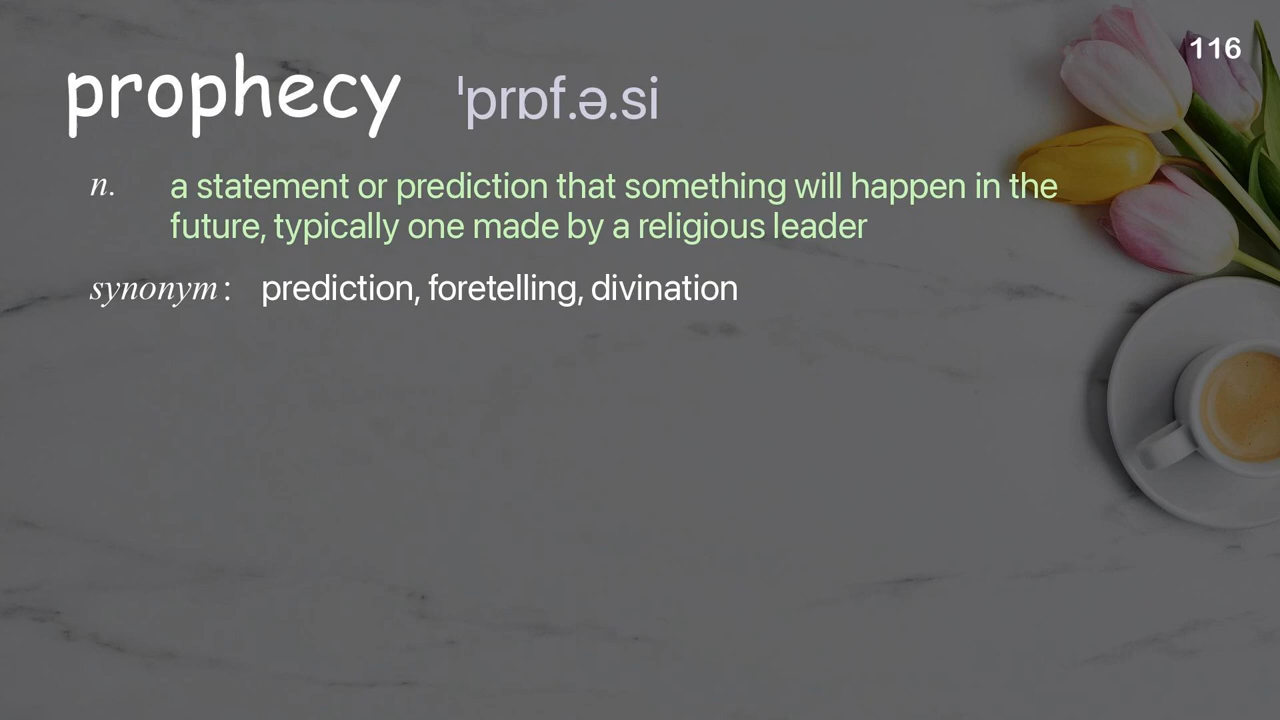 116
prophecy ˈprɒf.ə.si
n. a statement or prediction that something will happen in the
future, typically one made by a religious leader
synonym: prediction, foretelling, divination